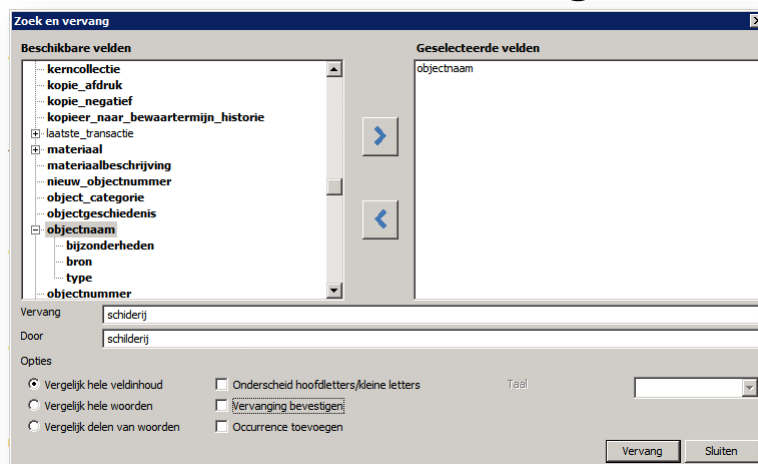 Zoek en vervang
Beschikbare velden
Geselecteerde velden
kerncollectie
kopie_afdruk
kopie_negatief
kopieer_naar_bewaartermijn_historie
laatste_transactie
materiaal
materiaalbeschrijving
nieuw_objectnummer
object_categorie
objectgeschiedenis
objectnaam
bijzonderheden
bron
type
objectnummer
objectnaam
Vervang schiderij
Door schilderij
Opties
Vergelijk hele veldinhoud Onderscheid hoofdletters/kleine letters Taal
Vergelijk hele woorden Vervanging bevestigen
Vergelijk delen van woorden Occurrence toevoegen
Vervang Sluiten